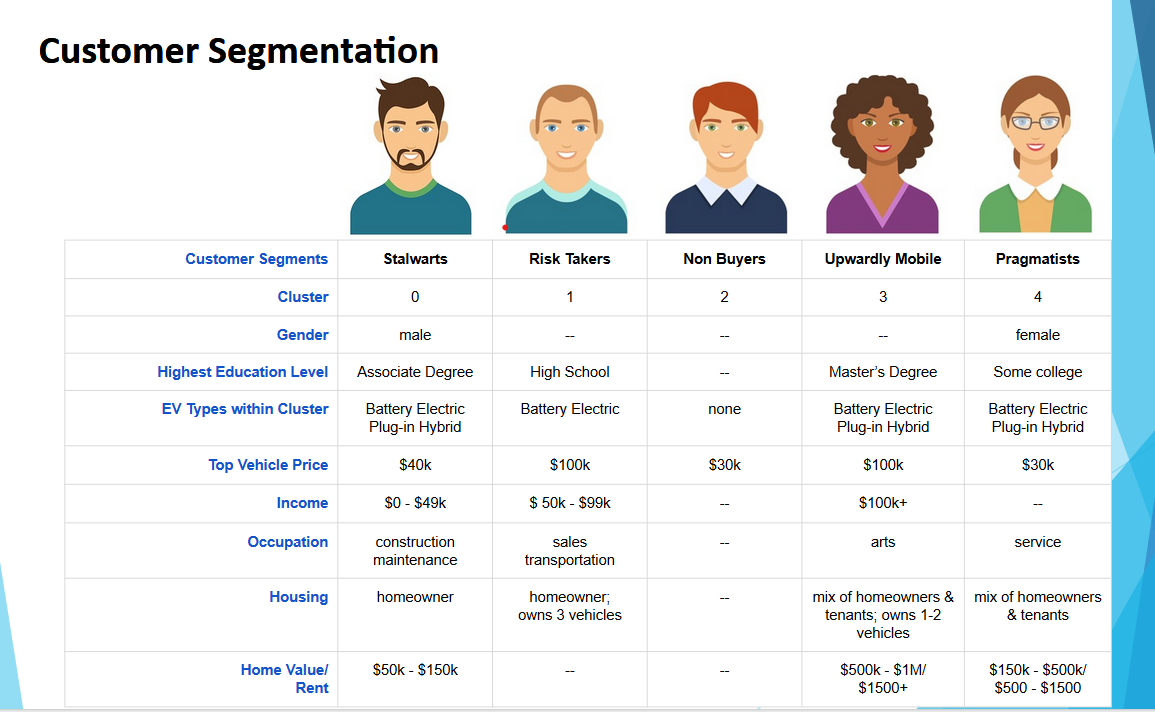 Customer Segmentation
Customer Segments Stalwarts Risk Takers Non Buyers Upwardly Mobile Pragmatists
Cluster 0 1 2 3 4
Gender male -- -- -- female
Highest Education Level Associate Degree High School -- Master’s Degree Some college
EV Types within Cluster Battery Electric Battery Electric none Battery Electric Battery Electric
Plug-in Hybrid Plug-in Hybrid Plug-in Hybrid
Top Vehicle Price $40k $100k $30k $100k $30k
Income $0 - $49k $ 50k - $99k -- $100k+ --
Occupation construction sales -- arts service
maintenance transportation
Housing homeowner homeowner; -- mix of homeowners & mix of homeowners
owns 3 vehicles tenants; owns 1-2 & tenants
vehicles
Home Value/ $50k - $150k -- -- $500k - $1M/ $150k - $500k/
Rent $1500+ $500 - $1500